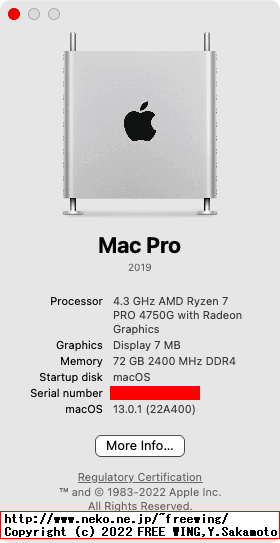 Mac Pro
2019
Processor 4.3 GHz AMD Ryzen 7
PRO 4750G with Radeon
Graphics
Graphics Display 7 MB
Memory 72 GB 2400 MHz DDR4
Startup disk macOS
Serial number
macOS 13.0.1 (22A400)
More Info...
Regulatory Certification
™ and © 1983-2022 Apple Inc.
All Rights Reserved.
http://www.neko.ne.jp/~freewing/
Copyright (c) 2022 FREE WING,Y.Sakamoto